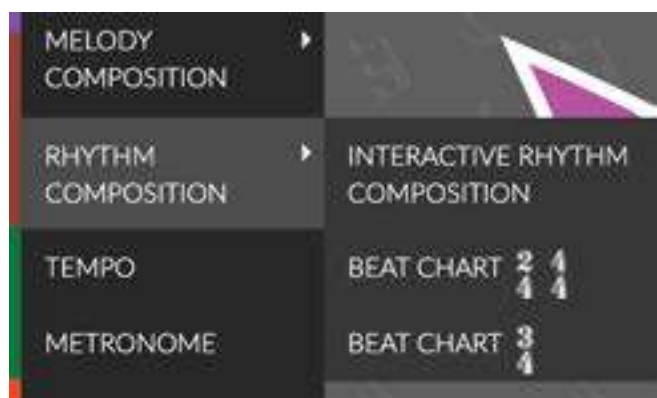 MELODY
COMPOSITION
RHYTHM
COMPOSITION
TEMPO
METRONOME
INTERACTIVE RHYTHM
COMPOSITION
BEAT CHART 2/4 4/4
BEAT CHART 3/4